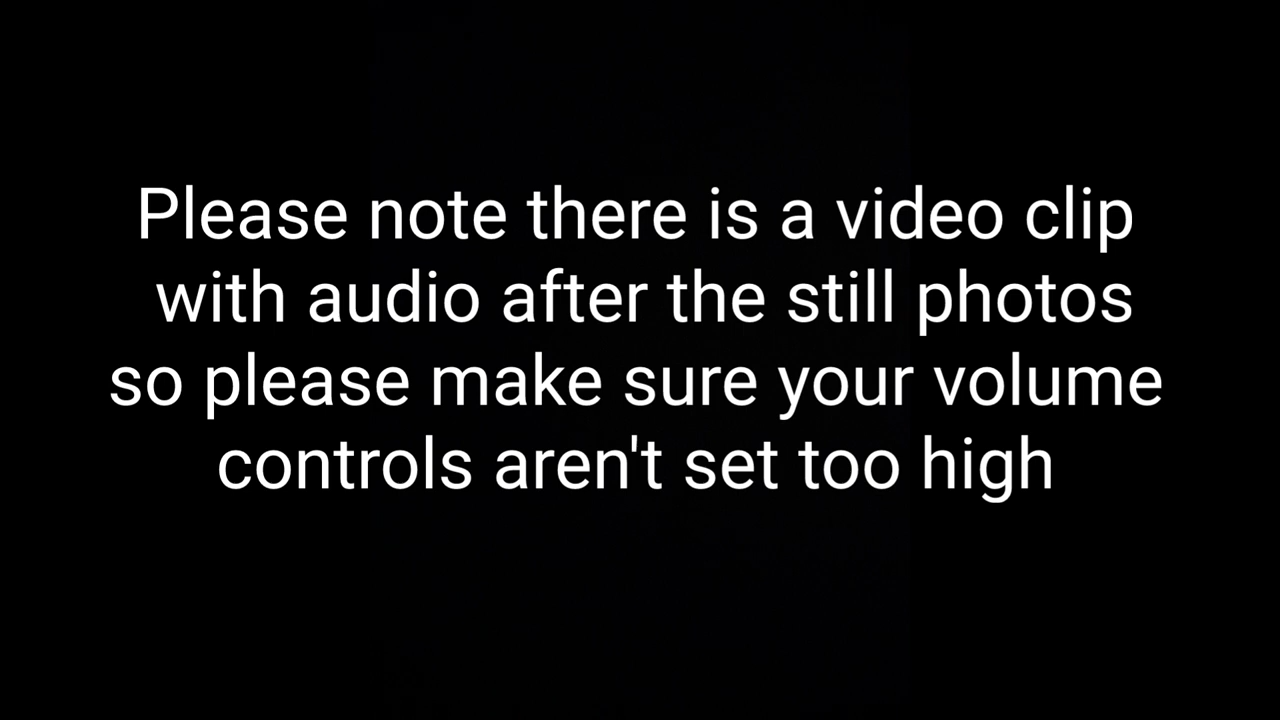 Please note there is a video clip
with audio after the still photos
so please make sure your volume
controls aren't set too high